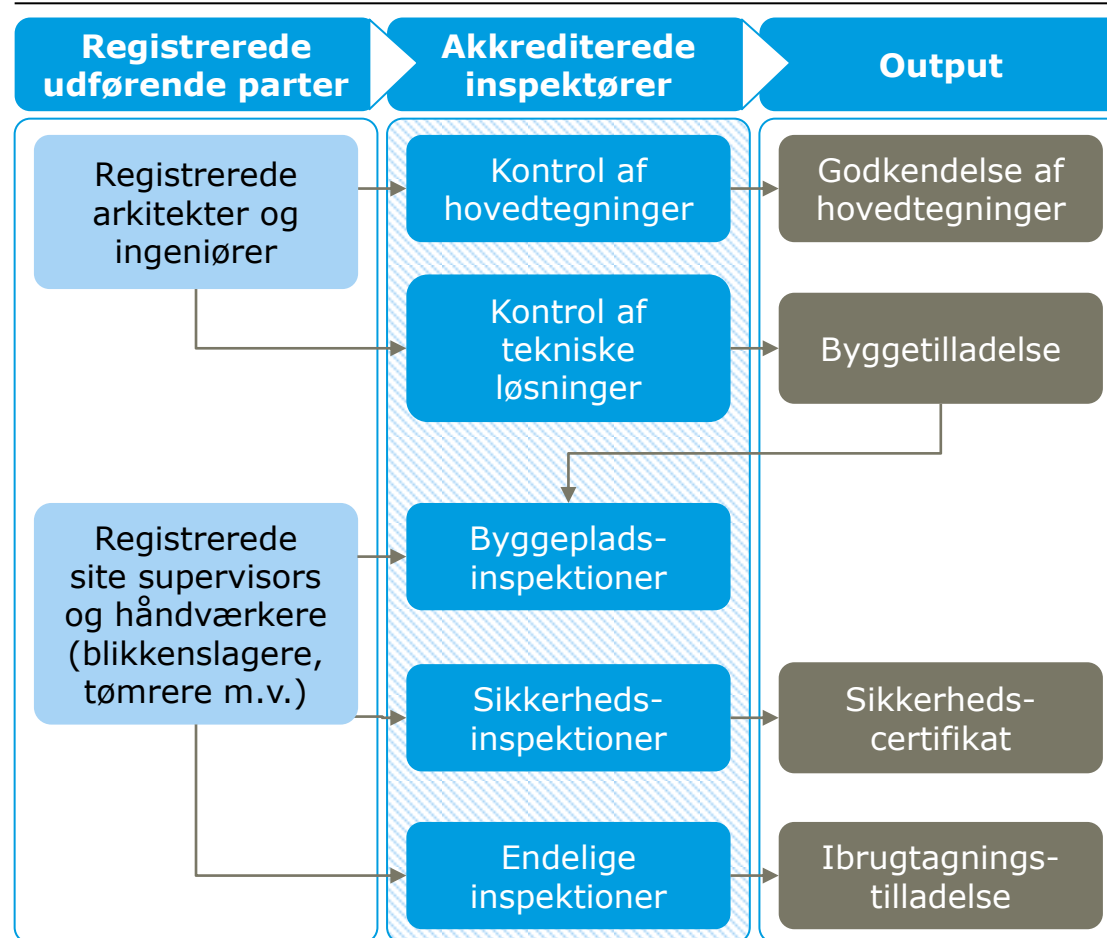 Registrerede
udførende parter
Akkrediterede
inspektører
Output
Registrerede
arkitekter og
ingeniører
Kontrol af
hovedtegninger
Godkendelse af
hovedtegninger
Kontrol af
tekniske
løsninger
Byggetilladelse
Registrerede
site supervisors
og håndværkere
(blikkenslagere,
tømrere m.v.)
Byggeplads-
inspektioner
Sikkerheds-
inspektioner
Sikkerheds-
certifikat
Endelige
inspektioner
Ibrugtagnings-
tilladelse